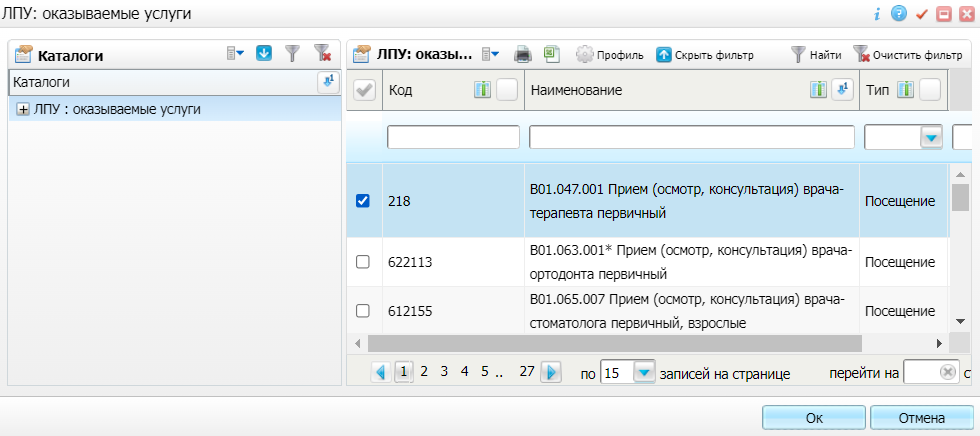 ЛПУ: оказываемые услуги
Каталоги
Каталоги
ЛПУ : оказываемые услуги
ЛПУ: оказы... Профиль Скрыть фильтр Найти Очистить фильтр
Код Наименование Тип
218 B01.047.001 Прием (осмотр, консультация) врача-
терапевта первичный Посещение
622113 B01.063.001* Прием (осмотр, консультация) врача-
ортодонта первичный Посещение
612155 B01.065.007 Прием (осмотр, консультация) врача-
стоматолога первичный, взрослые Посещение
1 2 3 4 5 .. 27 по 15 записей на странице перейти на
Ок Отмена